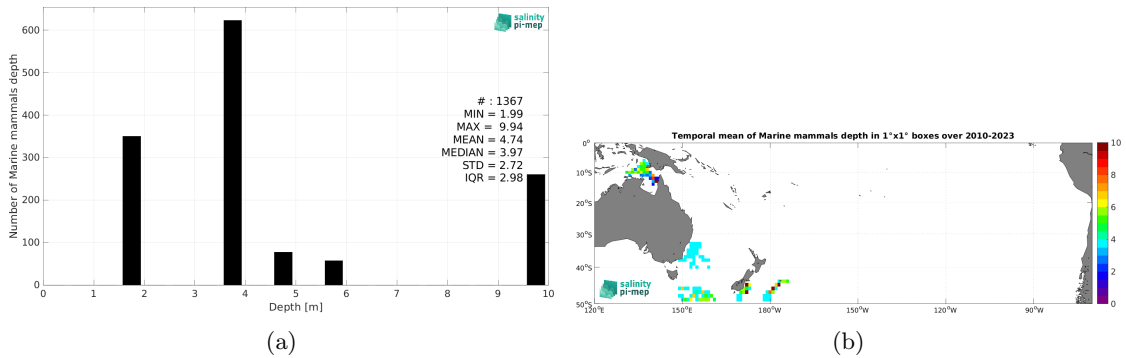 salinity
pi-mep
Number of Marine mammals depth
600
500
400
300
200
100
0
# : 1367
MIN = 1.99
MAX = 9.94
MEAN = 4.74
MEDIAN = 3.97
STD = 2.72
IQR = 2.98
0 1 2 3 4 5 6 7 8 9 10
Depth [m]
(a)
Temporal mean of Marine mammals depth in 1°x1° boxes over 2010-2023
0°
10°S
20°S
30°S
40°S
50°S
120°E 150°E 180°W 150°W 120°W 90°W
10
8
6
4
2
0
salinity
pi-mep
(b)